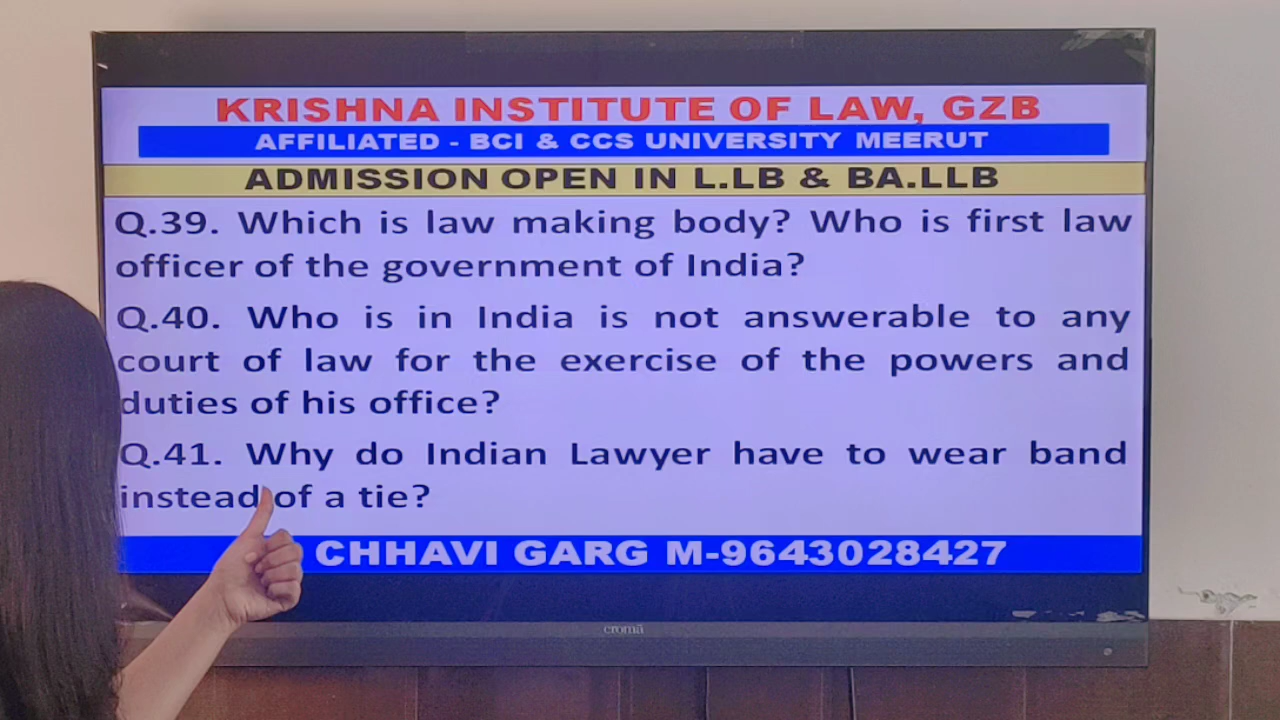 KRISHNA INSTITUTE OF LAW, GZB
AFFILIATED - BCI & CCS UNIVERSITY MEERUT
ADMISSION OPEN IN L.LB & BA.LLB
Q.39. Which is law making body? Who is first law
officer of the government of India?
Q.40. Who is in India is not answerable to any
court of law for the exercise of the powers and
duties of his office?
Q.41. Why do Indian Lawyer have to wear band
instead of a tie?
CHHAVI GARG M-9643028427
cromā